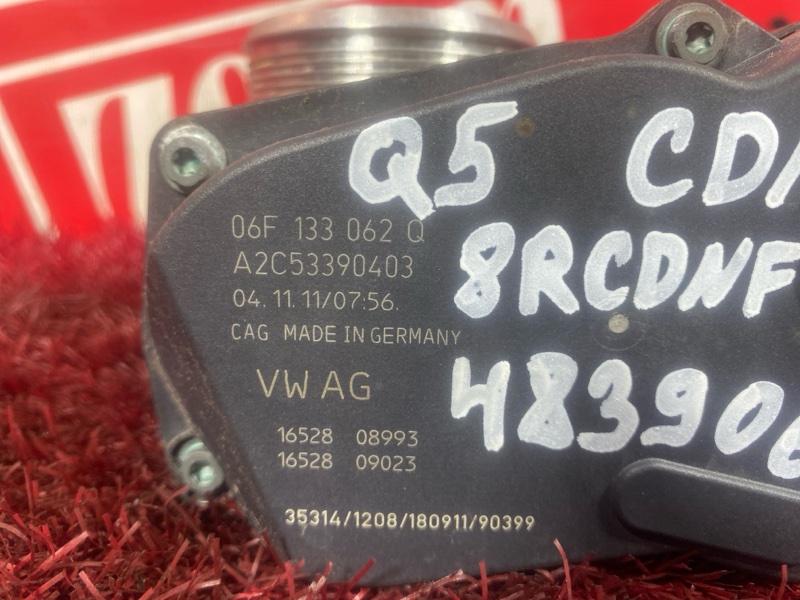 Q5 CD
06F 133 062 Q
8RCDNF
A2C53390403
04.11.11/07:56.
CAG MADE IN GERMANY
VW AG
483906
16528 08993
16528 09023
35314/1208/180911/90399